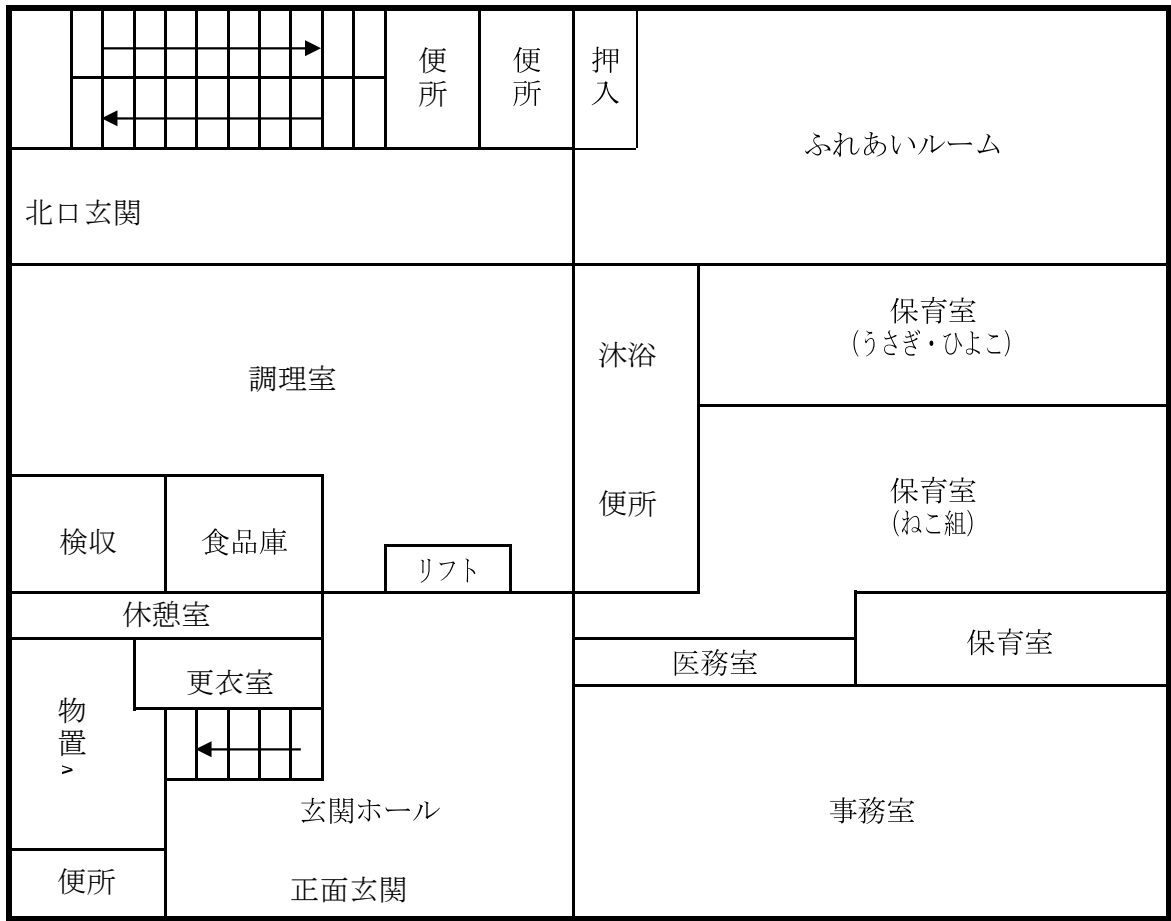 便所
便所
押入
ふれあいルーム
北口玄関
保育室
(うさぎ・ひよこ)
沐浴
調理室
保育室
(ねこ組)
便所
検収
食品庫
リフト
休憩室
保育室
医務室
更衣室
物置>
玄関ホール
事務室
便所
正面玄関